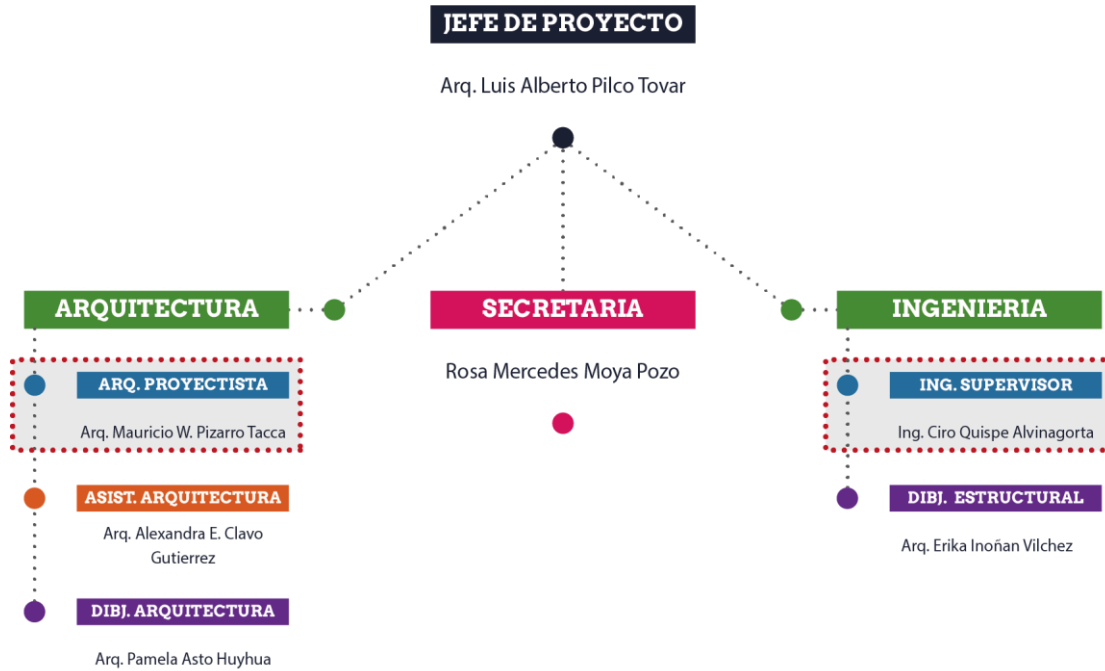 JEFE DE PROYECTO
Arq. Luis Alberto Pilco Tovar
ARQUITECTURA
ARQ. PROYECTISTA
Arq. Mauricio W. Pizarro Tacca
ASIST. ARQUITECTURA
Arq. Alexandra E. Clavo
Gutierrez
DIBJ. ARQUITECTURA
Arq. Pamela Asto Huyhua
SECRETARIA
Rosa Mercedes Moya Pozo
INGENIERIA
ING. SUPERVISOR
Ing. Ciro Quispe Alvinagorta
DIBJ. ESTRUCTURAL
Arq. Erika Inoñan Vilchez